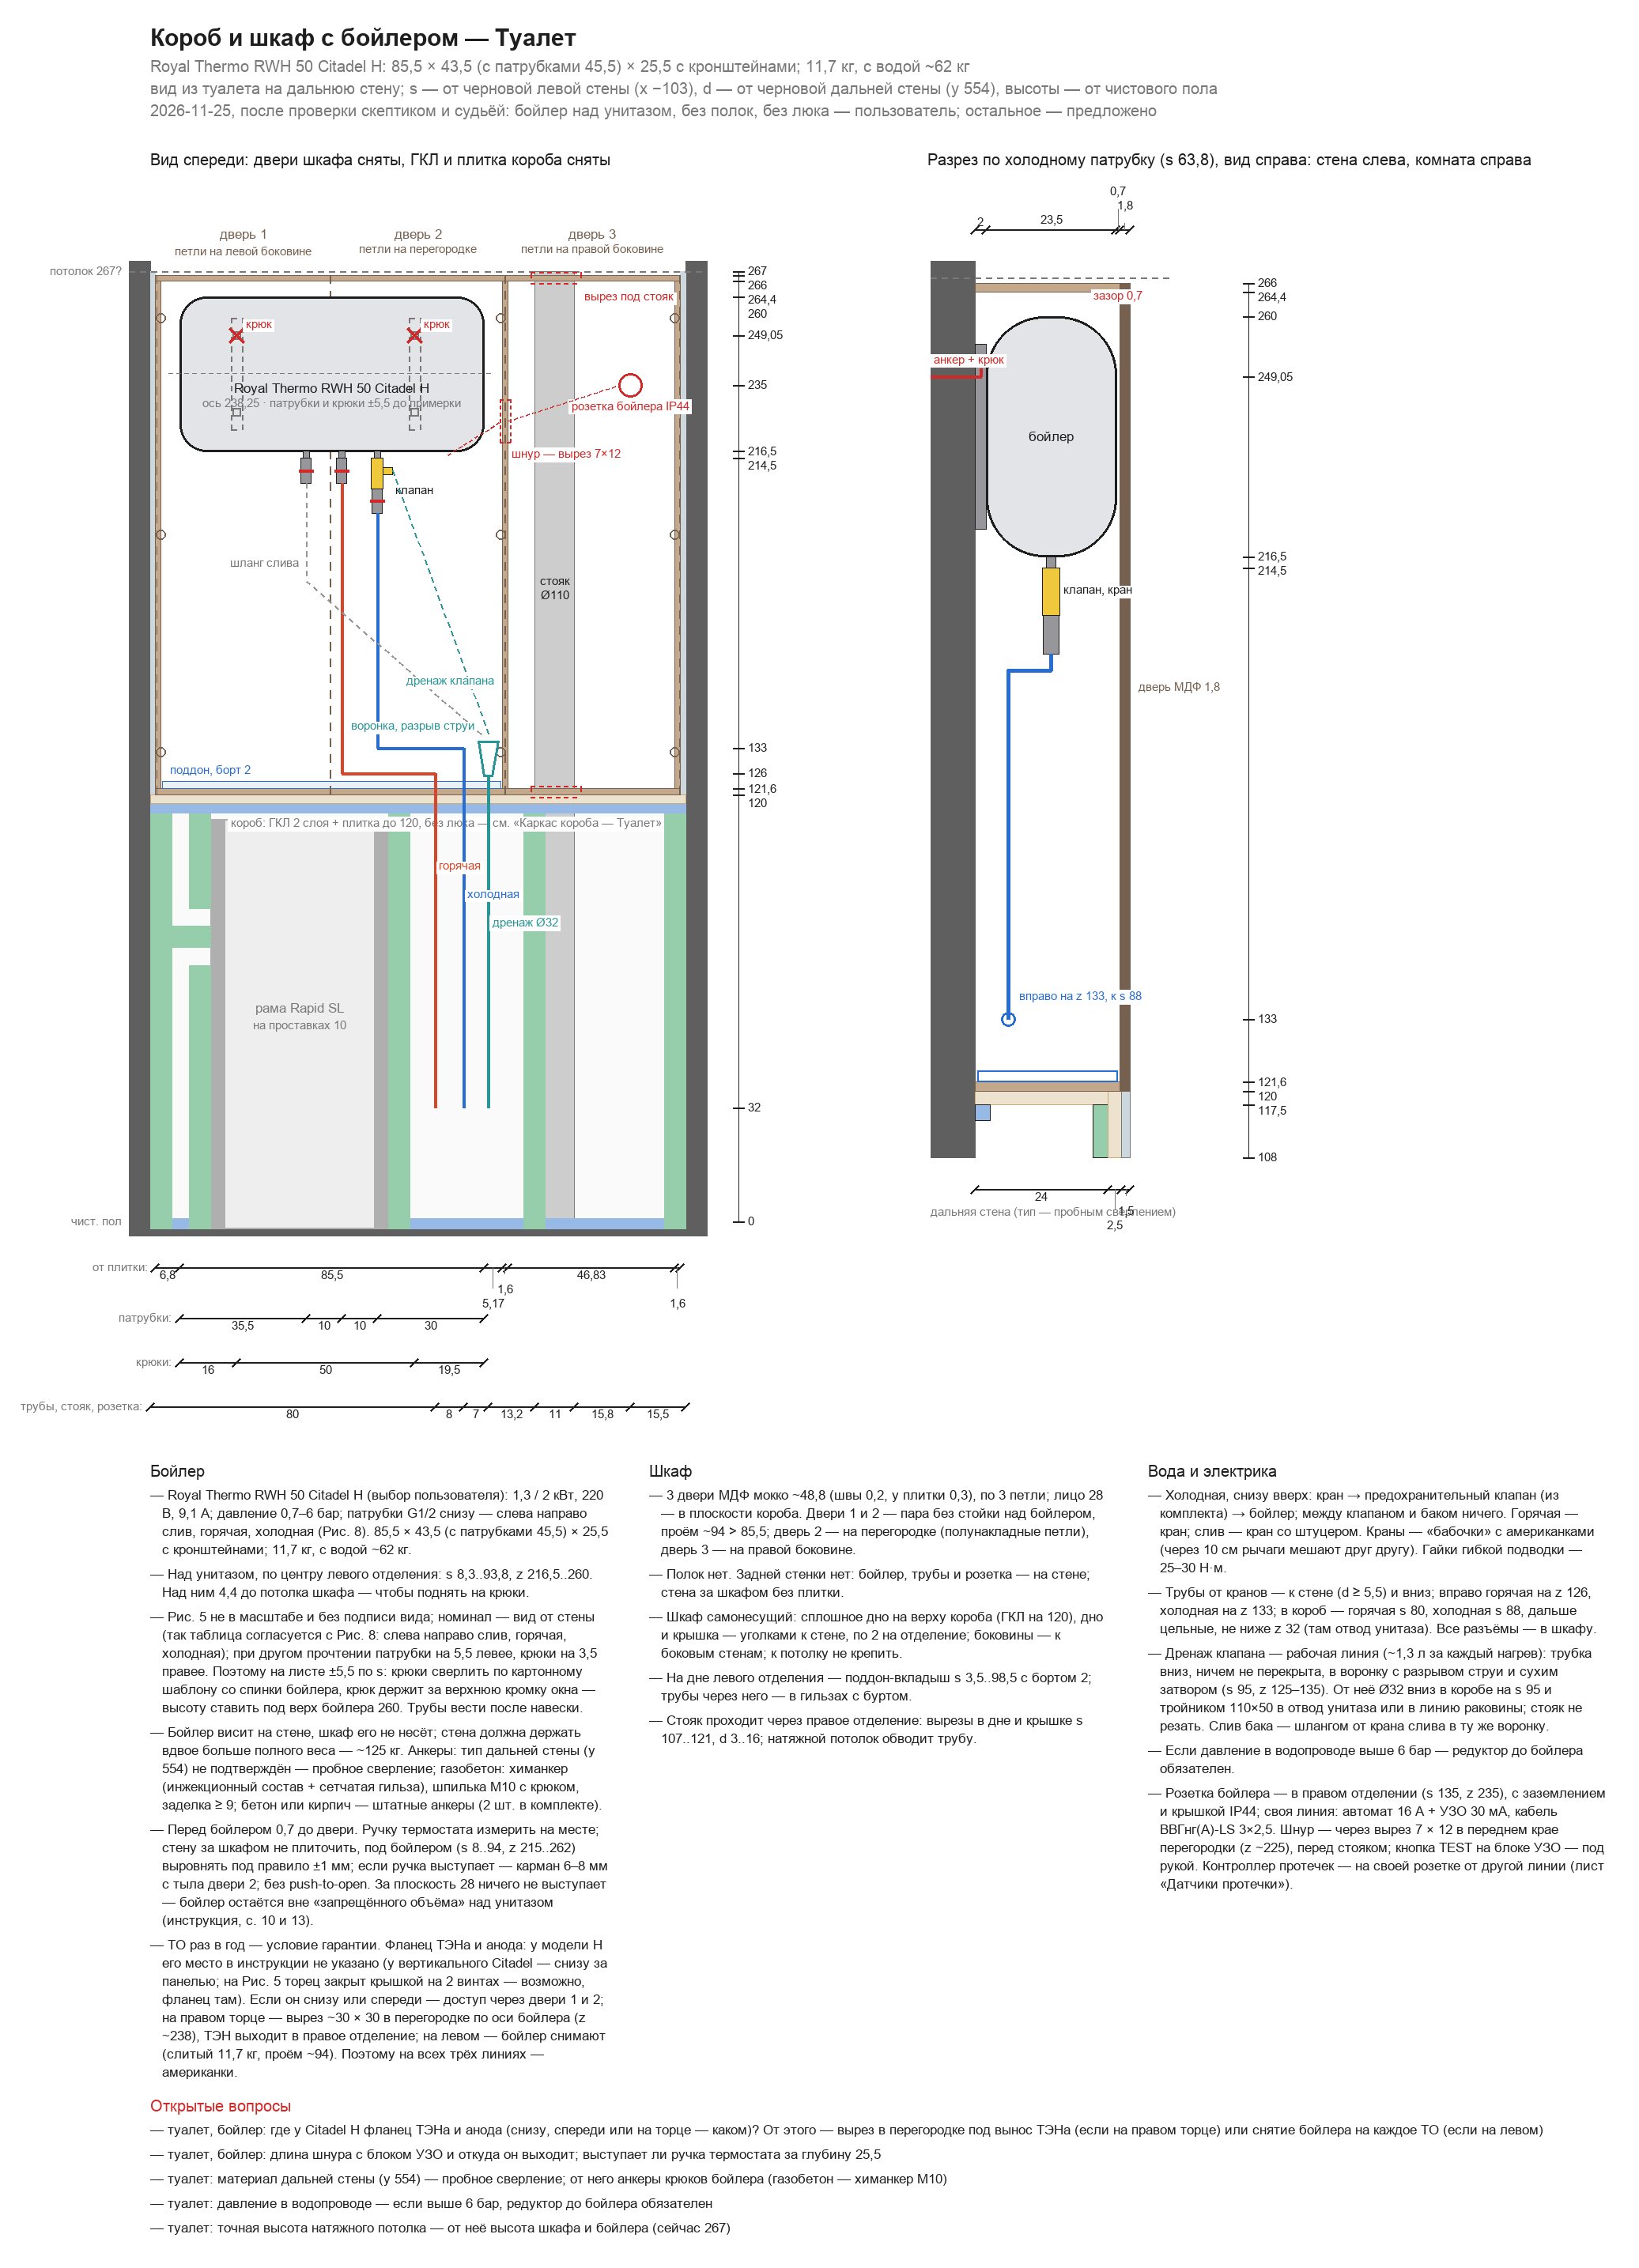 Короб и шкаф с бойлером — Туалет
Royal Thermo RWH 50 Citadel H: 85,5 × 43,5 (с патрубками 45,5) × 25,5 с кронштейнами; 11,7 кг, с водой ~62 кг
вид из туалета на дальнюю стену; s — от черновой левой стены (x −103), d — от черновой дальней стены (y 554), высоты — от чистового пола
2026-11-25, после проверки скептиком и судьёй: бойлер над унитазом, без полок, без люка — пользователь; остальное — предложено
Вид спереди: двери шкафа сняты, ГКЛ и плитка короба сняты
дверь 1
петли на левой боковине
дверь 2
петли на перегородке
дверь 3
петли на правой боковине
потолок 267?
вырез под стояк
крюк
крюк
Royal Thermo RWH 50 Citadel H
ось 238,25 · патрубки и крюки ±5,5 до примерки
розетка бойлера IP44
шнур — вырез 7×12
клапан
шланг слива
стояк
Ø110
дренаж клапана
воронка, разрыв струи
поддон, борт 2
короб: ГКЛ 2 слоя + плитка до 120, без люка — см. «Каркас короба — Туалет»
горячая
холодная
дренаж Ø32
рама Rapid SL
на проставках 10
чист. пол
267
266
264,4
260
249,05
235
216,5
214,5
133
126
121,6
120
32
0
от плитки:
6,8
85,5
5,17
1,6
46,83
1,6
патрубки:
35,5
10
10
30
крюки:
16
50
19,5
трубы, стояк, розетка:
80
8
7
13,2
11
15,8
15,5
Разрез по холодному патрубку (s 63,8), вид справа: стена слева, комната справа
0,7
1,8
2
23,5
зазор 0,7
анкер + крюк
бойлер
клапан, кран
дверь МДФ 1,8
вправо на z 133, к s 88
266
264,4
260
249,05
216,5
214,5
133
121,6
120
117,5
108
24
1,5
2,5
дальняя стена (тип — пробным сверлением)
Бойлер
— Royal Thermo RWH 50 Citadel H (выбор пользователя): 1,3 / 2 кВт, 220
В, 9,1 А; давление 0,7–6 бар; патрубки G1/2 снизу — слева направо
слив, горячая, холодная (Рис. 8). 85,5 × 43,5 (с патрубками 45,5) × 25,5
с кронштейнами; 11,7 кг, с водой ~62 кг.
— Над унитазом, по центру левого отделения: s 8,3..93,8, z 216,5..260.
Над ним 4,4 до потолка шкафа — чтобы поднять на крюки.
— Рис. 5 не в масштабе и без подписи вида; номинал — вид от стены
(так таблица согласуется с Рис. 8: слева направо слив, горячая,
холодная); при другом прочтении патрубки на 5,5 левее, крюки на 3,5
правее. Поэтому на листе ±5,5 по s: крюки сверлить по картонному
шаблону со спинки бойлера, крюк держит за верхнюю кромку окна —
высоту ставить под верх бойлера 260. Трубы вести после навески.
— Бойлер висит на стене, шкаф его не несёт; стена должна держать
вдвое больше полного веса — ~125 кг. Анкеры: тип дальней стены (y
554) не подтверждён — пробное сверление; газобетон: химанкер
(инжекционный состав + сетчатая гильза), шпилька М10 с крюком,
заделка ≥ 9; бетон или кирпич — штатные анкеры (2 шт. в комплекте).
— Перед бойлером 0,7 до двери. Ручку термостата измерить на месте;
стену за шкафом не плиточить, под бойлером (s 8..94, z 215..262)
выровнять под правило ±1 мм; если ручка выступает — карман 6–8 мм
с тыла двери 2; без push-to-open. За плоскость 28 ничего не выступает
— бойлер остаётся вне «запрещённого объёма» над унитазом
(инструкция, с. 10 и 13).
— ТО раз в год — условие гарантии. Фланец ТЭНа и анода: у модели H
его место в инструкции не указано (у вертикального Citadel — снизу за
панелью; на Рис. 5 торец закрыт крышкой на 2 винтах — возможно,
фланец там). Если он снизу или спереди — доступ через двери 1 и 2;
на правом торце — вырез ~30 × 30 в перегородке по оси бойлера (z
~238), ТЭН выходит в правое отделение; на левом — бойлер снимают
(слитый 11,7 кг, проём ~94). Поэтому на всех трёх линиях —
американки.
Шкаф
— 3 двери МДФ мокко ~48,8 (швы 0,2, у плитки 0,3), по 3 петли; лицо 28
— в плоскости короба. Двери 1 и 2 — пара без стойки над бойлером,
проём ~94 > 85,5; дверь 2 — на перегородке (полунакладные петли),
дверь 3 — на правой боковине.
— Полок нет. Задней стенки нет: бойлер, трубы и розетка — на стене;
стена за шкафом без плитки.
— Шкаф самонесущий: сплошное дно на верху короба (ГКЛ на 120), дно
и крышка — уголками к стене, по 2 на отделение; боковины — к
боковым стенам; к потолку не крепить.
— На дне левого отделения — поддон-вкладыш s 3,5..98,5 с бортом 2;
трубы через него — в гильзах с буртом.
— Стояк проходит через правое отделение: вырезы в дне и крышке s
107..121, d 3..16; натяжной потолок обводит трубу.
Вода и электрика
— Холодная, снизу вверх: кран → предохранительный клапан (из
комплекта) → бойлер; между клапаном и баком ничего. Горячая —
кран; слив — кран со штуцером. Краны — «бабочки» с американками
(через 10 см рычаги мешают друг другу). Гайки гибкой подводки —
25–30 Н·м.
— Трубы от кранов — к стене (d ≥ 5,5) и вниз; вправо горячая на z 126,
холодная на z 133; в короб — горячая s 80, холодная s 88, дальше
цельные, не ниже z 32 (там отвод унитаза). Все разъёмы — в шкафу.
— Дренаж клапана — рабочая линия (~1,3 л за каждый нагрев): трубка
вниз, ничем не перекрыта, в воронку с разрывом струи и сухим
затвором (s 95, z 125–135). От неё Ø32 вниз в коробе на s 95 и
тройником 110×50 в отвод унитаза или в линию раковины; стояк не
резать. Слив бака — шлангом от крана слива в ту же воронку.
— Если давление в водопроводе выше 6 бар — редуктор до бойлера
обязателен.
— Розетка бойлера — в правом отделении (s 135, z 235), с заземлением
и крышкой IP44; своя линия: автомат 16 А + УЗО 30 мА, кабель
ВВГнг(А)-LS 3×2,5. Шнур — через вырез 7 × 12 в переднем крае
перегородки (z ~225), перед стояком; кнопка TEST на блоке УЗО — под
рукой. Контроллер протечек — на своей розетке от другой линии (лист
«Датчики протечки»).
Открытые вопросы
— туалет, бойлер: где у Citadel H фланец ТЭНа и анода (снизу, спереди или на торце — каком)? От этого — вырез в перегородке под вынос ТЭНа (если на правом торце) или снятие бойлера на каждое ТО (если на левом)
— туалет, бойлер: длина шнура с блоком УЗО и откуда он выходит; выступает ли ручка термостата за глубину 25,5
— туалет: материал дальней стены (y 554) — пробное сверление; от него анкеры крюков бойлера (газобетон — химанкер М10)
— туалет: давление в водопроводе — если выше 6 бар, редуктор до бойлера обязателен
— туалет: точная высота натяжного потолка — от неё высота шкафа и бойлера (сейчас 267)